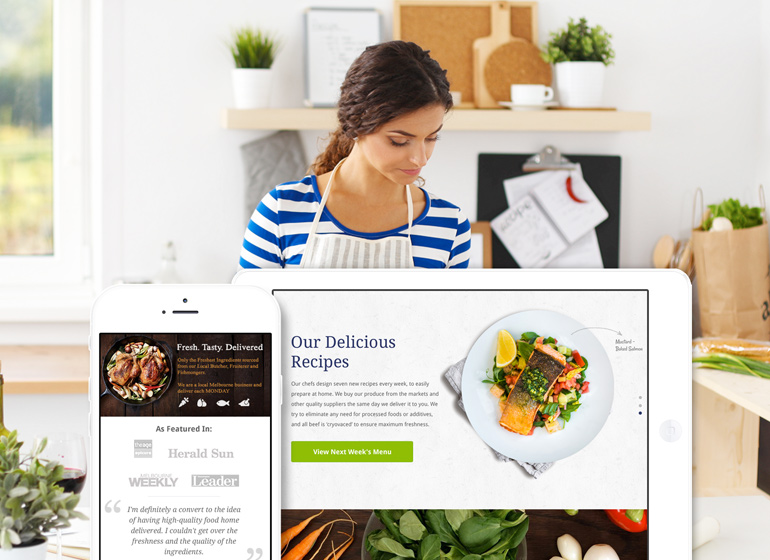 Recipe
Fresh. Tasty. Delivered
Only the Freshest Ingredients sourced
from our Local Butcher, Fruiterer and
Fishmongers.
We are a local Melbourne business and
deliver each MONDAY
As Featured In:
Herald Sun
MELBOURNE
WEEKLY
Leader
I'm definitely a convert to the idea
of having high-quality food home
delivered. I couldn't get over the
freshness and the quality of the
ingredients.
Our Delicious
Recipes
Our chefs design seven new recipes every week, to easily
prepare at home. We buy our produce from the markets and
other quality suppliers the same day we deliver it to you. We
try to eliminate any need for processed foods or additives,
and all beef is 'cryovaced' to ensure maximum freshness.
View Next Week's Menu
Mustard -
Baked Salmon